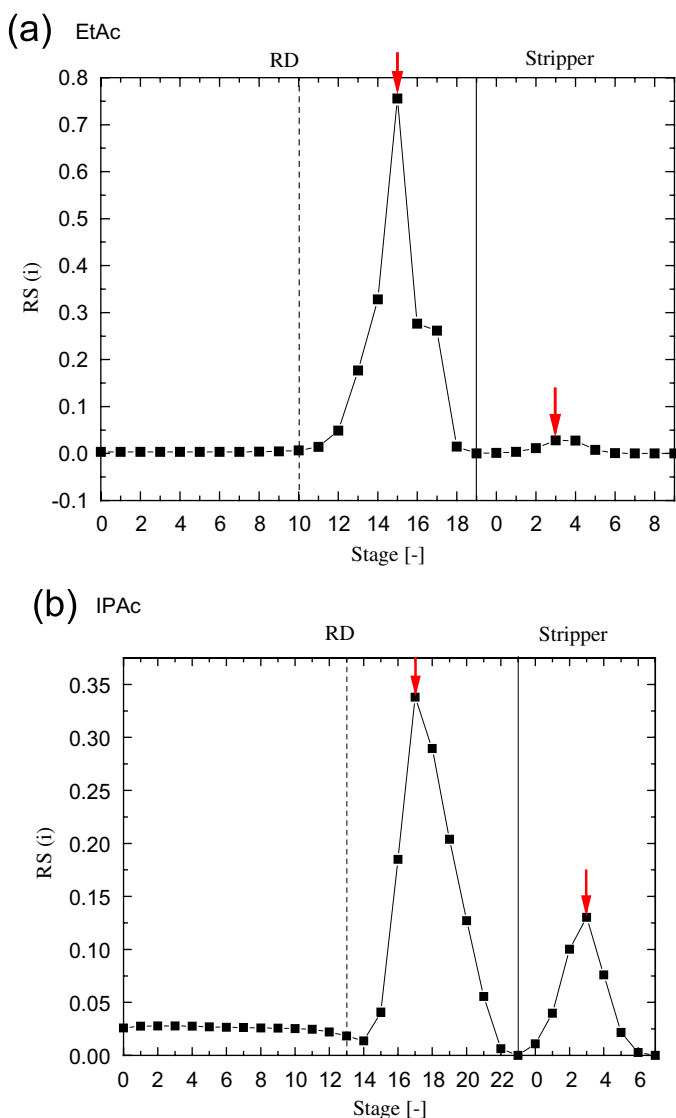 (a) EtAc
RD Stripper
0.8
0.7
0.6
0.5
0.4
0.3
0.2
0.1
0.0
-0.1
RS (i)
0 2 4 6 8 10 12 14 16 18 0 2 4 6 8
Stage [-]
(b) IPAc
RD Stripper
0.35
0.30
0.25
0.20
0.15
0.10
0.05
0.00
RS (i)
0 2 4 6 8 10 12 14 16 18 20 22 0 2 4 6
Stage [-]